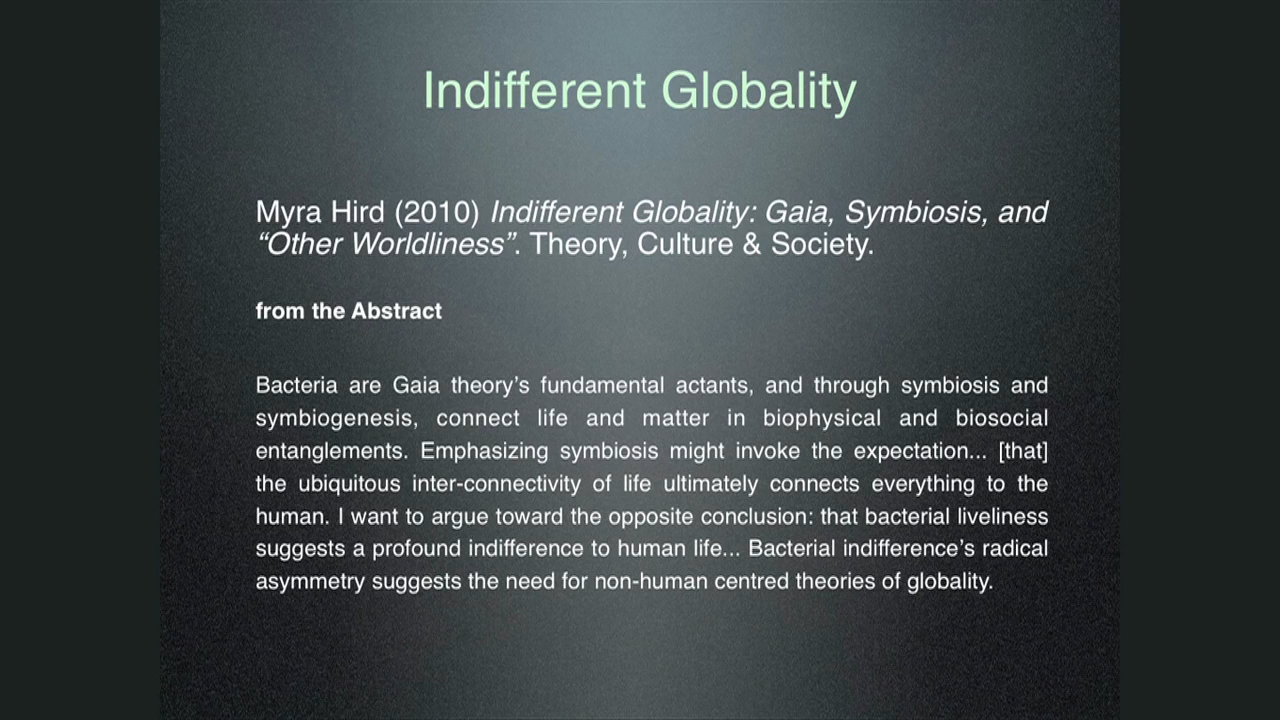 Indifferent Globality
Myra Hird (2010) Indifferent Globality: Gaia, Symbiosis, and
“Other Worldliness”. Theory, Culture & Society.
from the Abstract
Bacteria are Gaia theory’s fundamental actants, and through symbiosis and
symbiogenesis, connect life and matter in biophysical and biosocial
entanglements. Emphasizing symbiosis might invoke the expectation... [that]
the ubiquitous inter-connectivity of life ultimately connects everything to the
human. I want to argue toward the opposite conclusion: that bacterial liveliness
suggests a profound indifference to human life... Bacterial indifference’s radical
asymmetry suggests the need for non-human centred theories of globality.